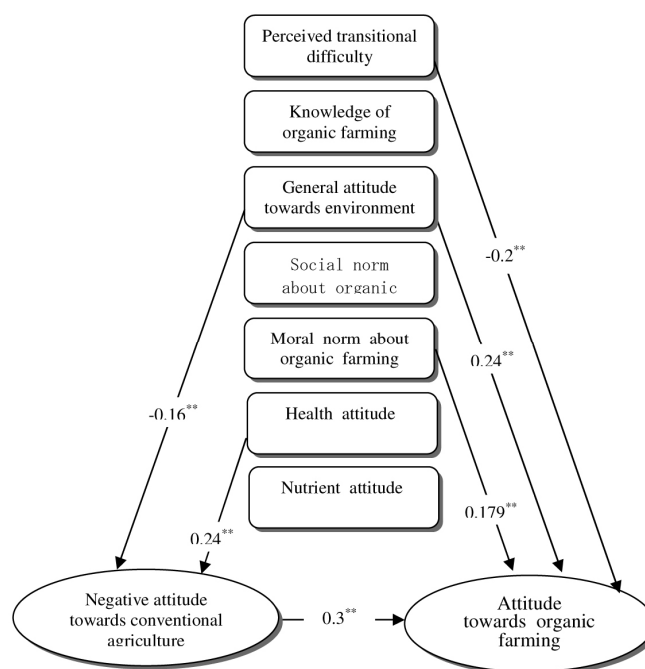 Perceived transitional
difficulty
Knowledge of
organic farming
General attitude
towards environment
-0.2**
Social norm
about organic
Moral norm about
organic farming
0.24**
-0.16**
Health attitude
Nutrient attitude
0.179**
0.24**
Negative attitude
towards conventional
agriculture
0.3**
Attitude
towards organic
farming